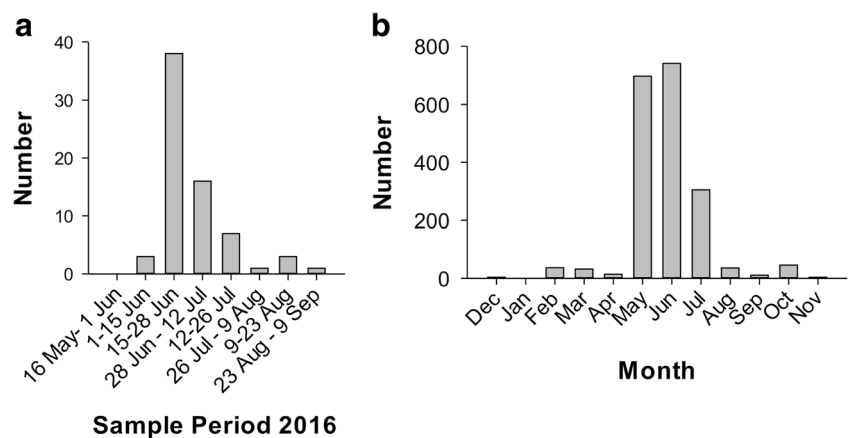 a
Number
40
30
20
10
0
16 May- 1 Jun
1-15 Jun
15-28 Jun
28 Jun - 12 Jul
12-26 Jul
26 Jul - 9 Aug
9-23 Aug
23 Aug - 9 Sep
Sample Period 2016
b
Number
800
600
400
200
0
Dec
Jan
Feb
Mar
Apr
May
Jun
Jul
Aug
Sep
Oct
Nov
Month